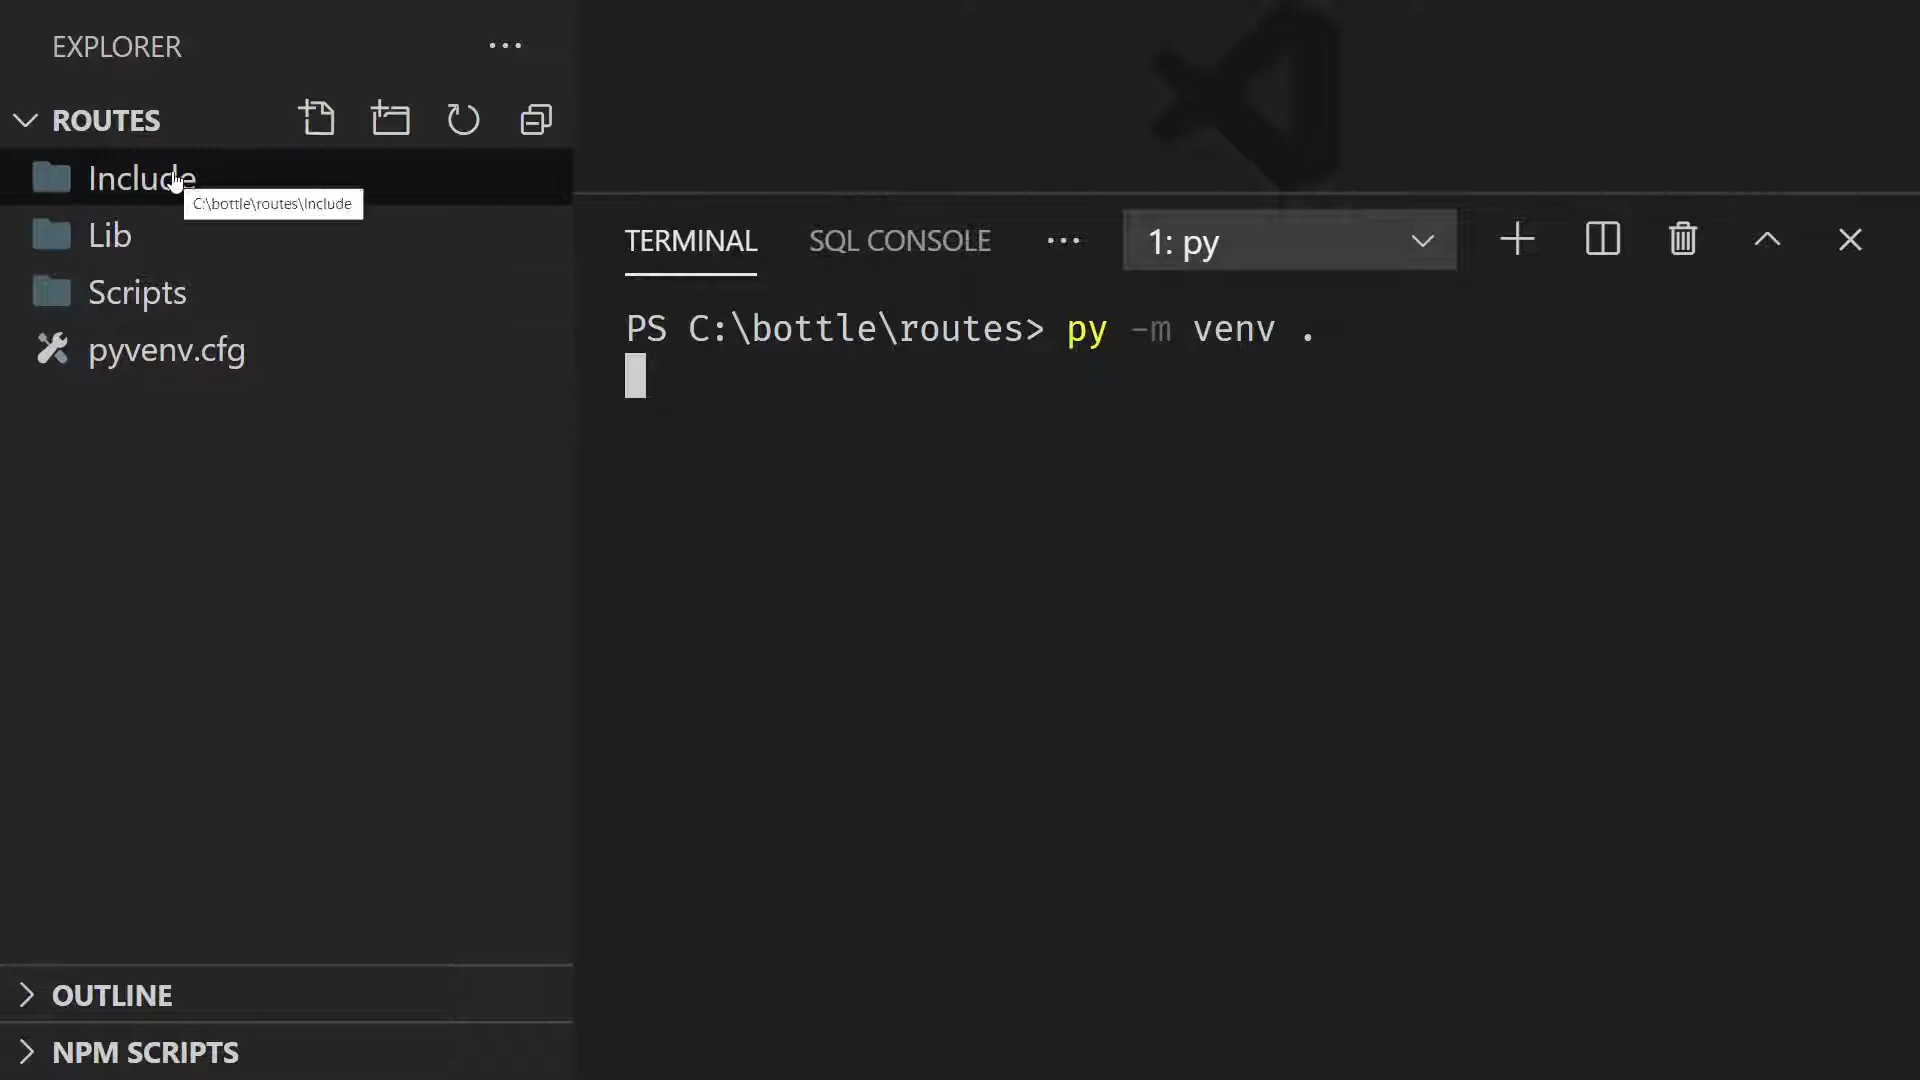 EXPLORER
ROUTES
Include
C:\bottle\routes\Include
Lib
Scripts
pyvenv.cfg
OUTLINE
NPM SCRIPTS
TERMINAL SQL CONSOLE 1: py
PS C:\bottle\routes> py -m venv .